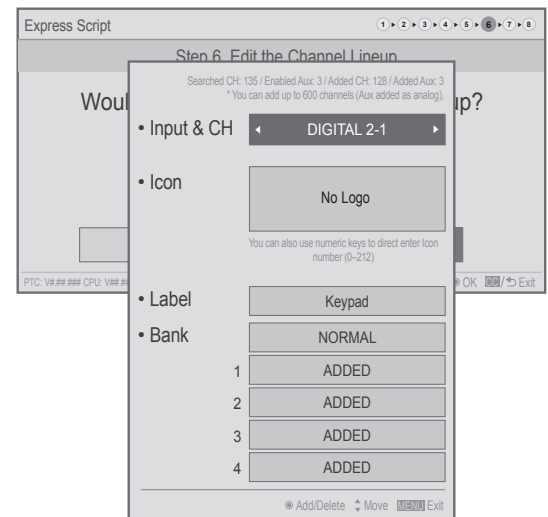 Express Script
1 2 3 4 5 6 7 8
Step 6. Edit the Channel Lineup
Searched CH: 135 / Enabled Aux: 3 / Added CH: 128 / Added Aux: 3
* You can add up to 600 channels (Aux added as analog).
Woul
up?
• Input & CH
DIGITAL 2-1
• Icon
No Logo
You can also use numeric keys to direct enter Icon
number (0~212)
PTC: V#.##.### CPU: V##.##
OK CC/ Exit
• Label
Keypad
• Bank
NORMAL
1 ADDED
2 ADDED
3 ADDED
4 ADDED
Add/Delete Move MENU Exit